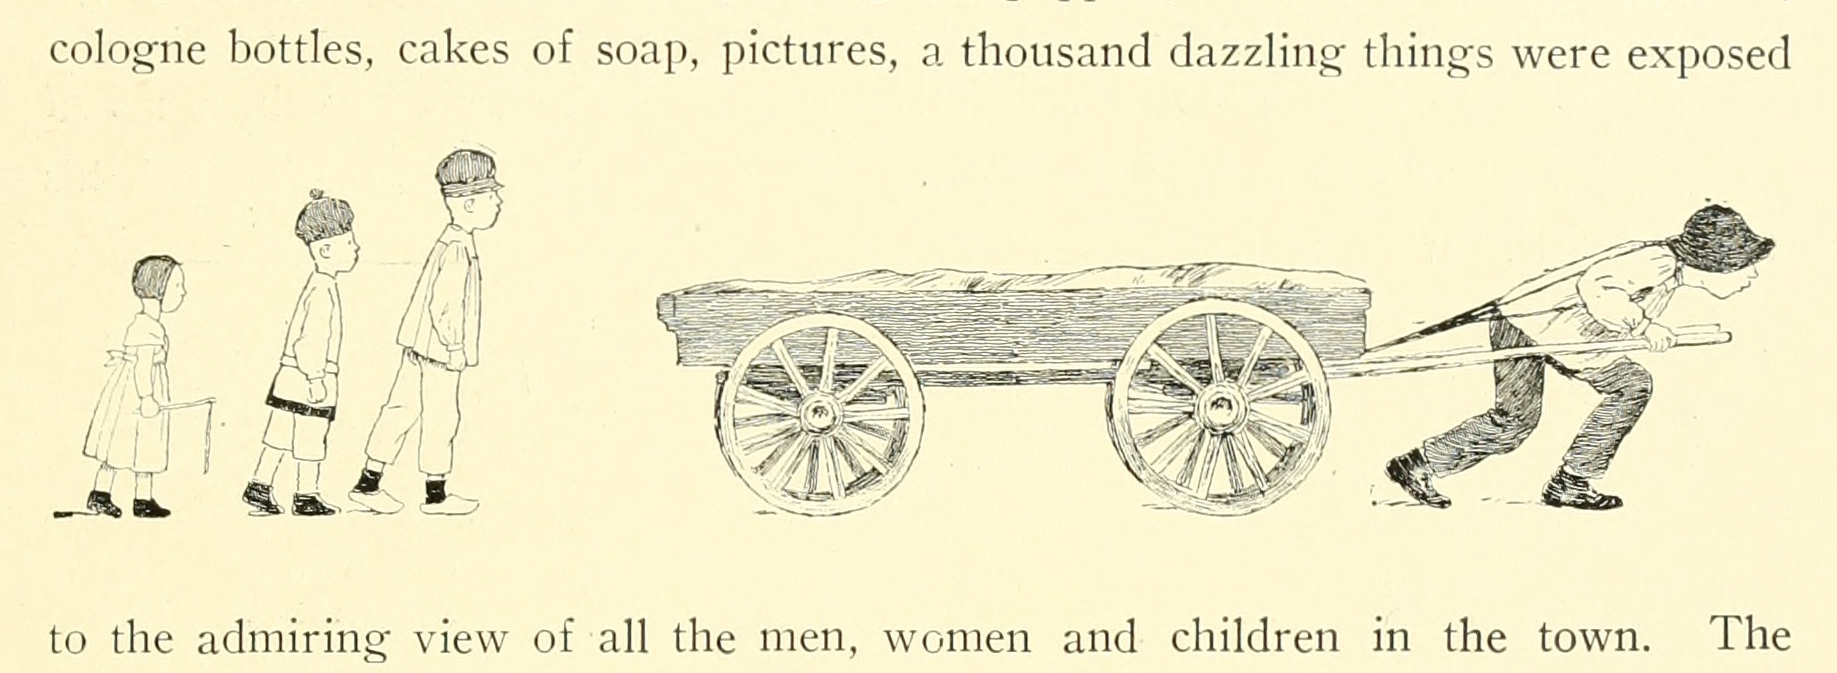 cologne bottles, cakes of soap, pictures, a thousand dazzling things were exposed
to the admiring view of all the men, women and children in the town. The